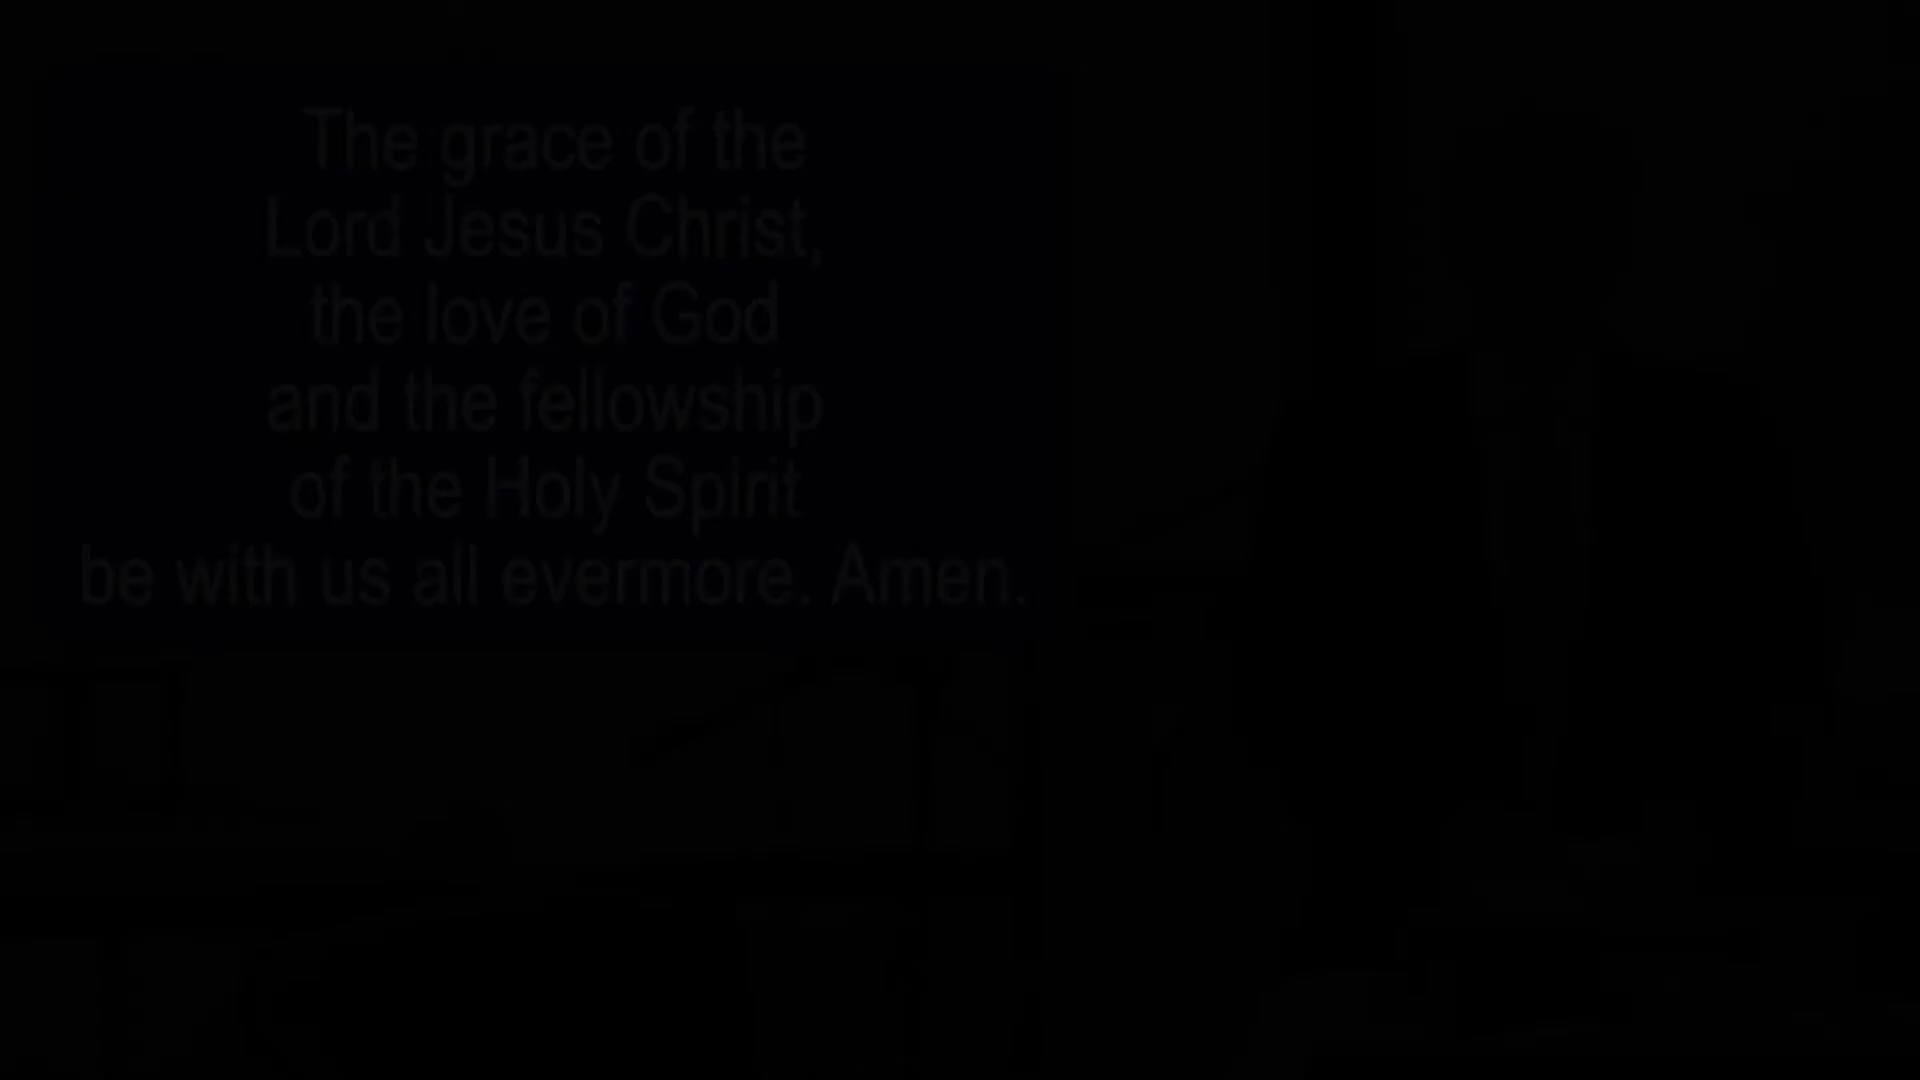 The grace of the
Lord Jesus Christ,
the love of God
and the fellowship
of the Holy Spirit
be with us all evermore. Amen.